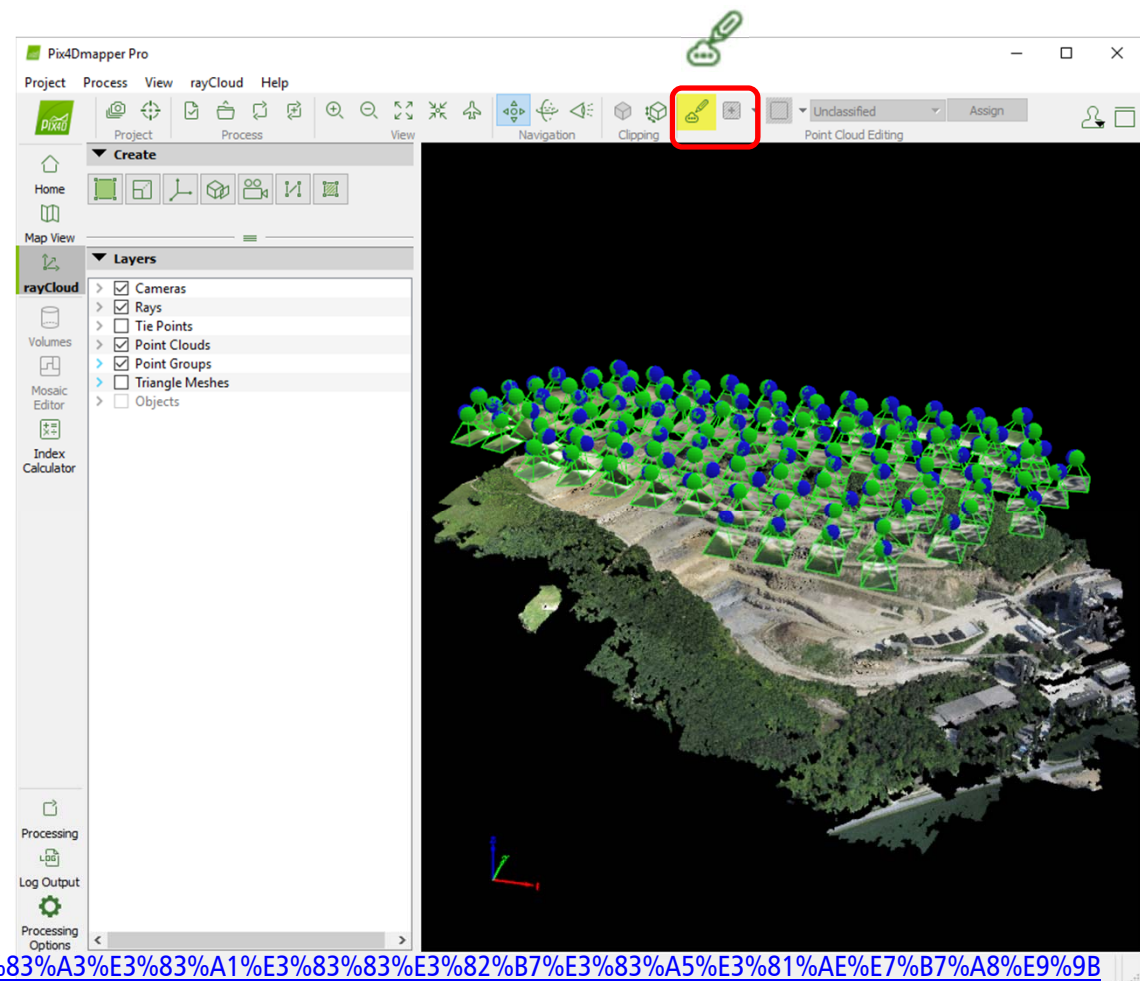 Pix4Dmapper Pro
Project Process View rayCloud Help
PIX4D
Project Process View Navigation Clipping Point Cloud Editing
Unclassified
Assign
Create
Home
Map View
Layers
rayCloud
Cameras
Rays
Tie Points
Point Clouds
Point Groups
Triangle Meshes
Objects
Volumes
Mosaic
Editor
Index
Calculator
Processing
LOG
Log Output
Processing
Options
%83%A3%E3%83%A1%E3%83%83%E3%82%B7%E3%83%A5%E3%81%AE%E7%B7%A8%E9%9B